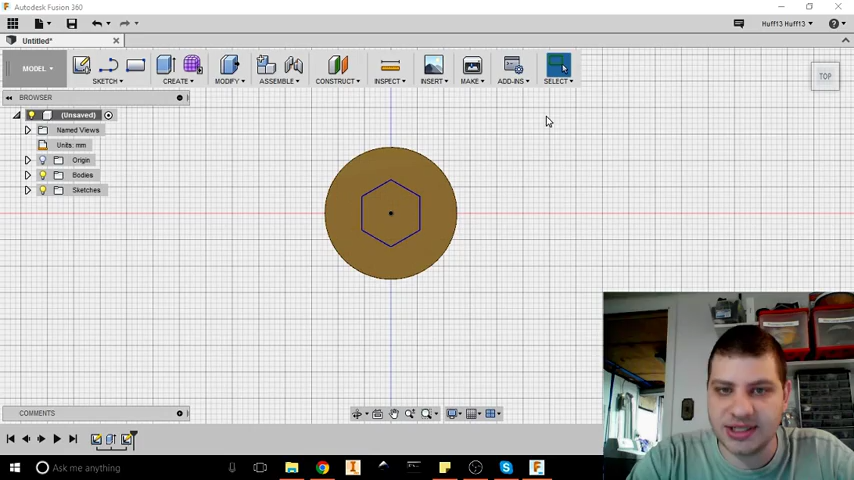 Autodesk Fusion 360
Huff13 Huff13
Untitled*
MODEL
SKETCH
CREATE
MODIFY
ASSEMBLE
CONSTRUCT
INSPECT
INSERT
MAKE
ADD-INS
SELECT
TOP
BROWSER
(Unsaved)
Named Views
Units: mm
Origin
Bodies
Sketches
COMMENTS
Ask me anything